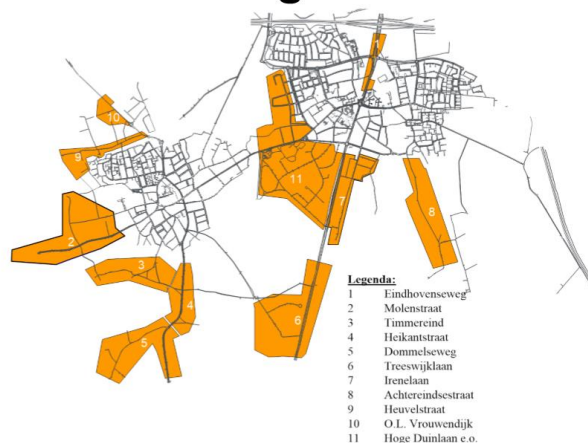 1
10
9
11
7
2
8
3
4
6
5
Legenda:
1 Eindhovenseweg
2 Molenstraat
3 Timmereind
4 Heikantstraat
5 Dommelseweg
6 Treeswijklaan
7 Irenelaan
8 Achtereindsestraat
9 Heuvelstraat
10 O.L. Vrouwendijk
11 Hoge Duinlaan e.o.